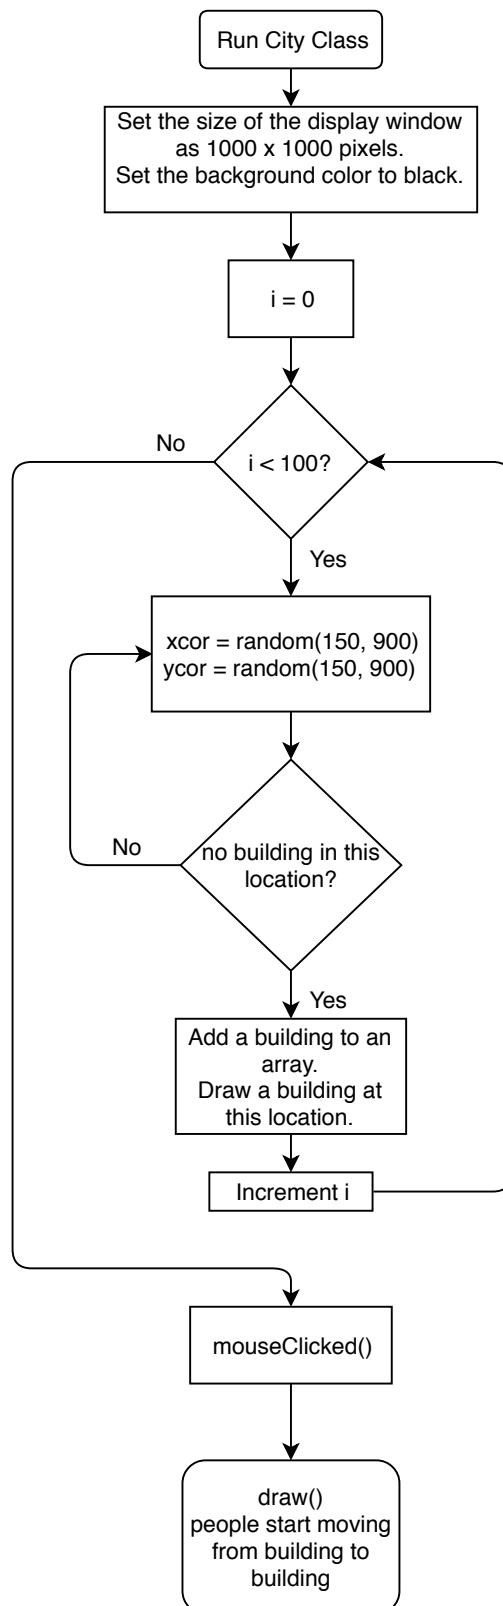 Run City Class
Set the size of the display window
as 1000 x 1000 pixels.
Set the background color to black.
i = 0
No
i < 100?
Yes
xcor = random(150, 900)
ycor = random(150, 900)
No
no building in this
location?
Yes
Add a building to an
array.
Draw a building at
this location.
Increment i
mouseClicked()
draw()
people start moving
from building to
building